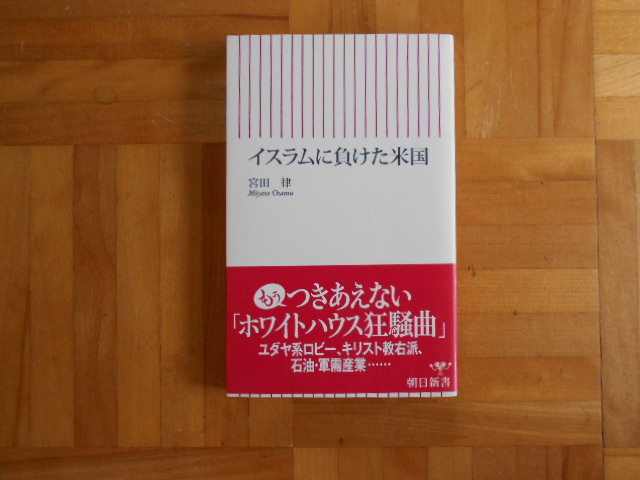 イスラムに負けた米国
宮田 律
Miyata Osamu
もう
つきあえない
「ホワイトハウス狂騒曲」
ユダヤ系ロビー、キリスト教右派、
石油・軍需産業……
朝日新書